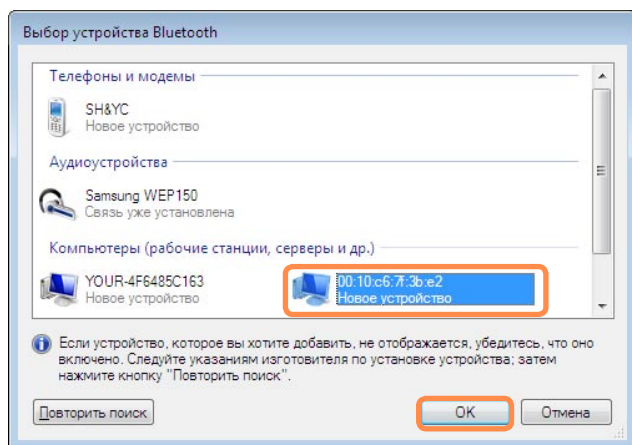 Выбор устройства Bluetooth
Телефоны и модемы
SH&YC
Новое устройство
Аудиоустройства
Samsung WEP150
Связь уже установлена
Компьютеры (рабочие станции, серверы и др.)
YOUR-4F6485C163
Новое устройство
00:10:c6:7f:3b:e2
Новое устройство
Если устройство, которое вы хотите добавить, не отображается, убедитесь, что оно
включено. Следуйте указаниям изготовителя по установке устройства; затем
нажмите кнопку "Повторить поиск".
Повторить поиск
OK
Отмена